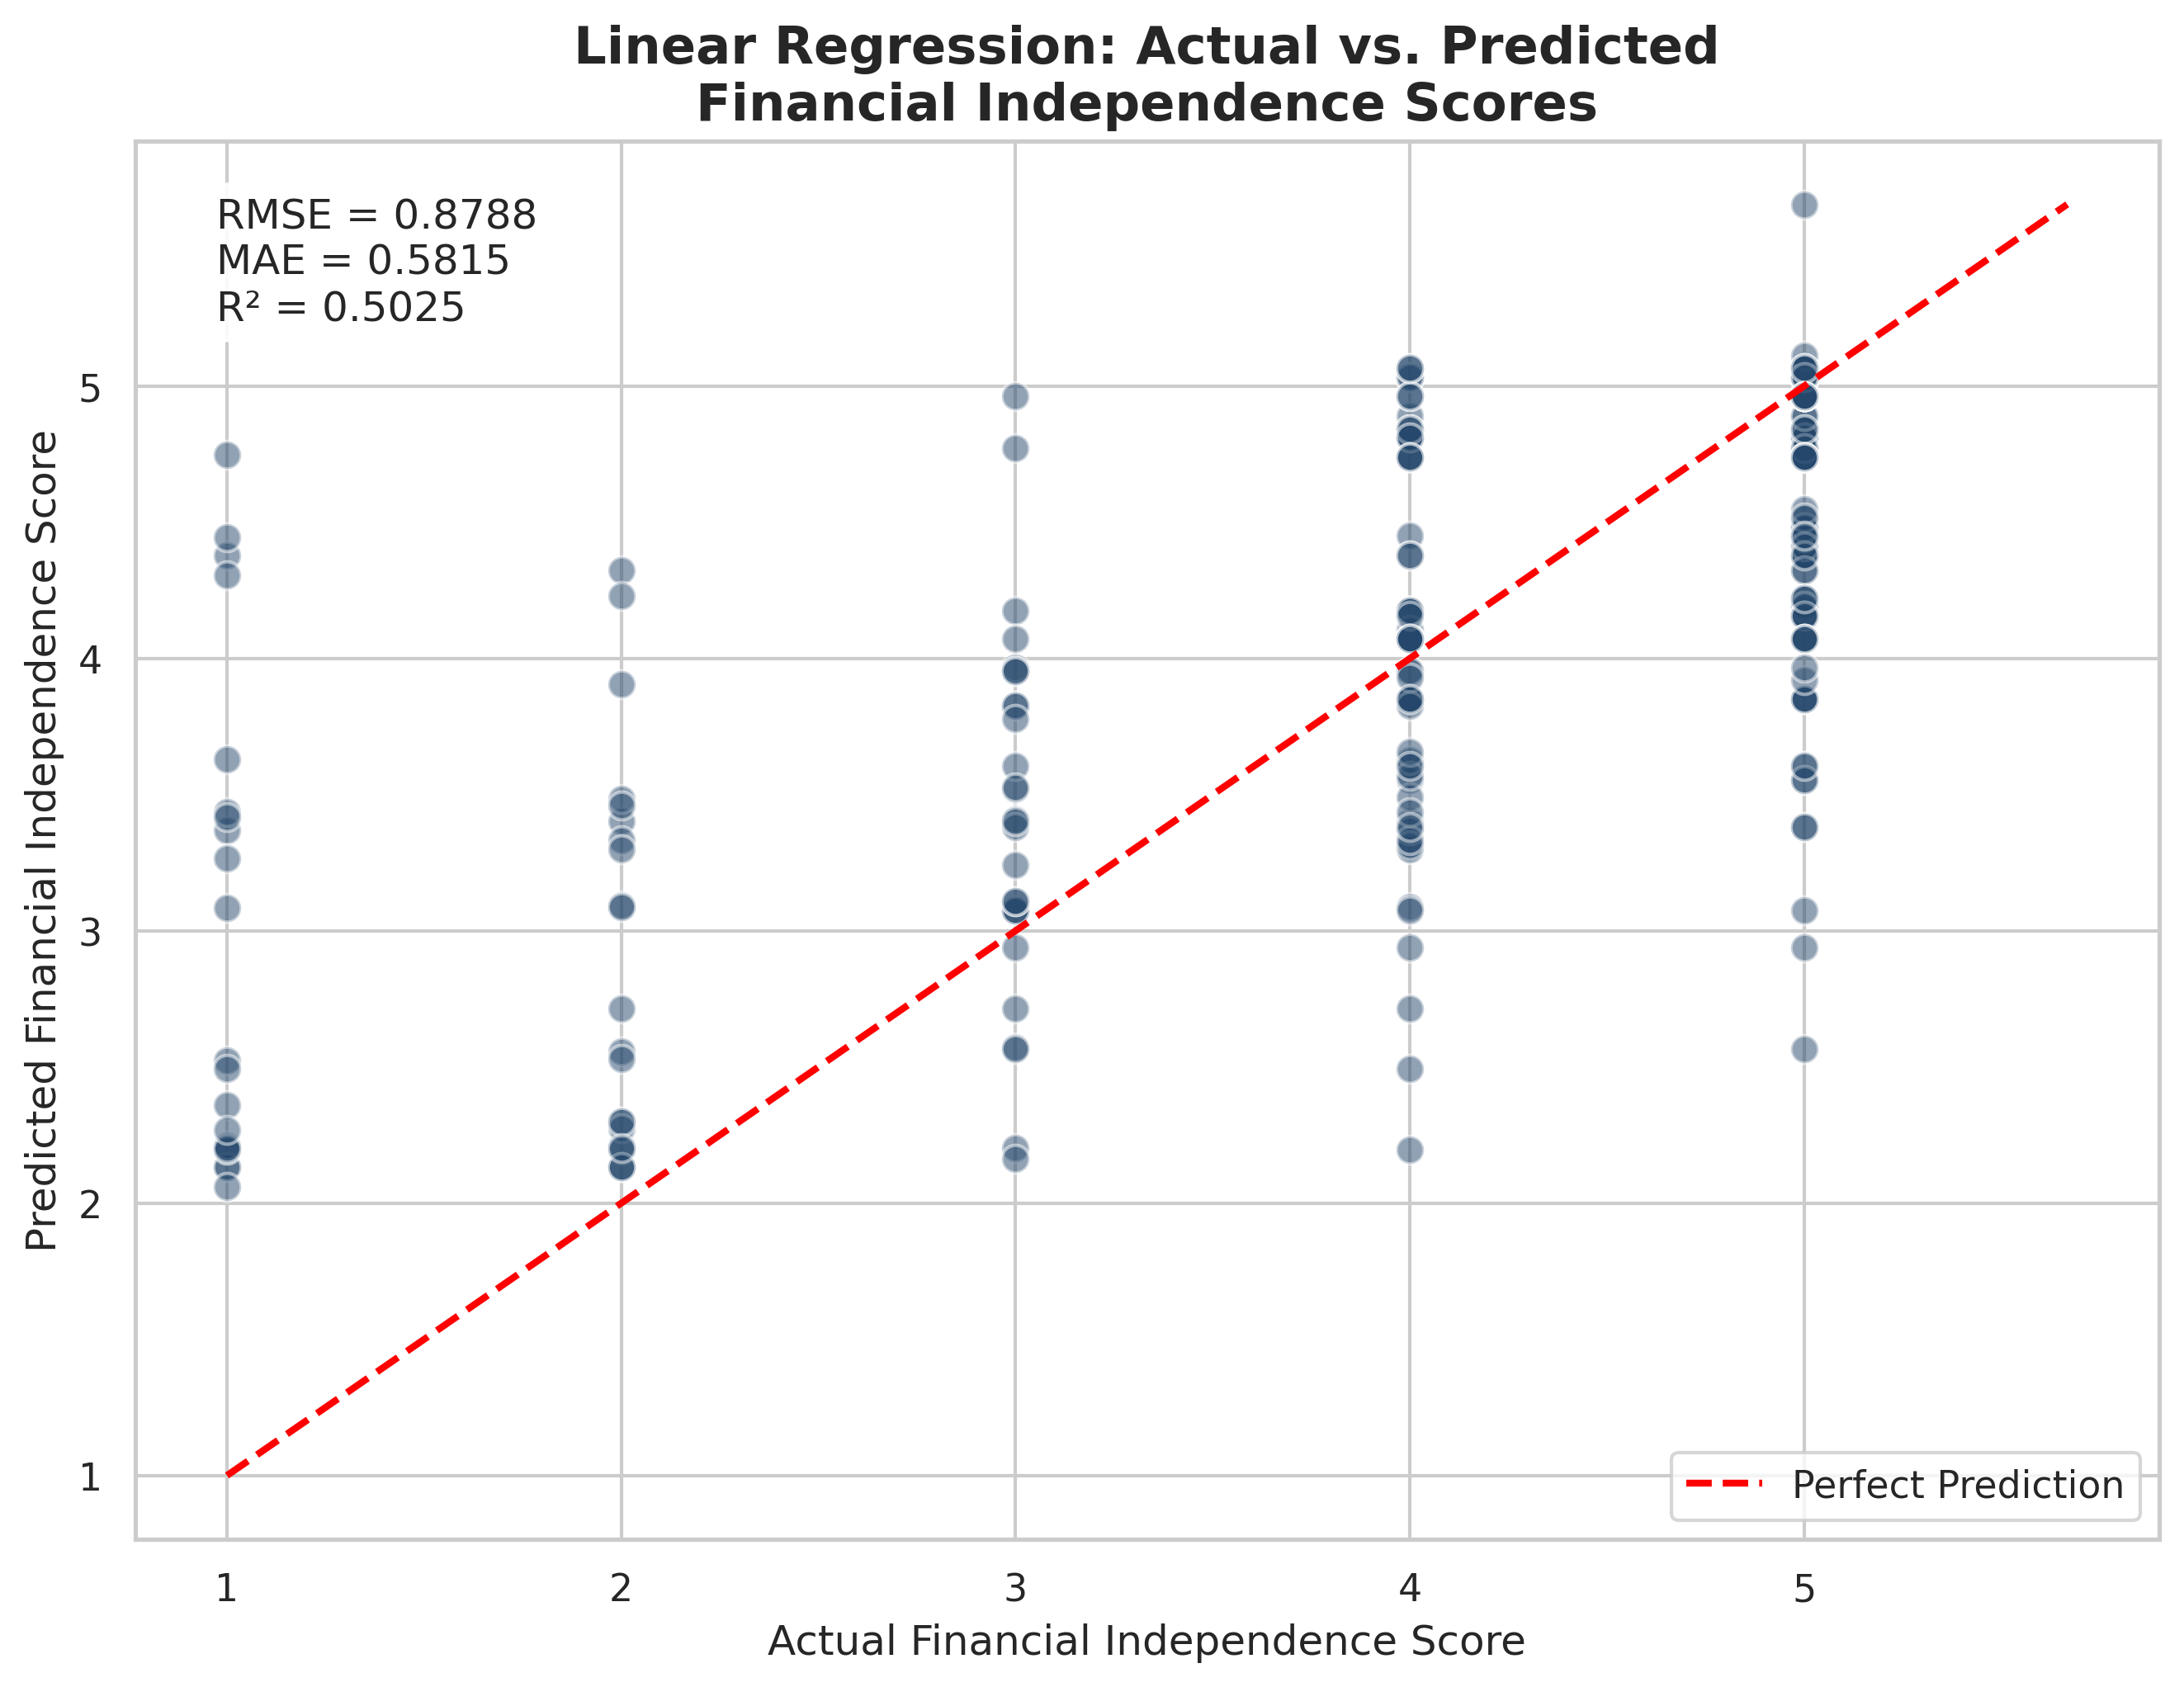 Linear Regression: Actual vs. Predicted
Financial Independence Scores
RMSE = 0.8788
MAE = 0.5815
R² = 0.5025
Predicted Financial Independence Score
5
4
3
2
1
Perfect Prediction
1 2 3 4 5
Actual Financial Independence Score